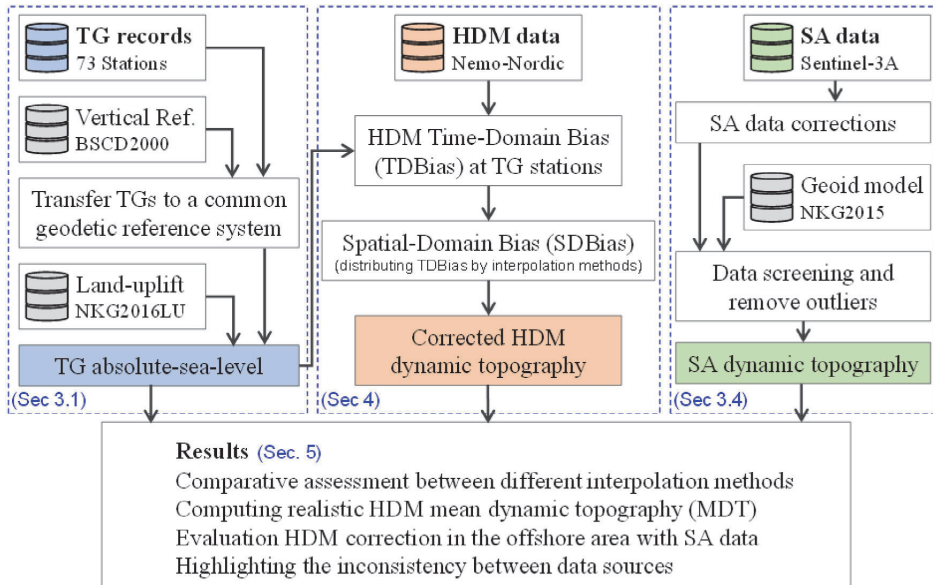 TG records
73 Stations
Vertical Ref.
BSCD2000
Transfer TGs to a common
geodetic reference system
Land-uplift
NKG2016LU
TG absolute-sea-level
(Sec 3.1)
HDM data
Nemo-Nordic
HDM Time-Domain Bias
(TDBias) at TG stations
Spatial-Domain Bias (SDBias)
(distributing TDBias by interpolation methods)
Corrected HDM
dynamic topography
(Sec 4)
SA data
Sentinel-3A
SA data corrections
Geoid model
NKG2015
Data screening and
remove outliers
SA dynamic topography
(Sec 3.4)
Results (Sec. 5)
Comparative assessment between different interpolation methods
Computing realistic HDM mean dynamic topography (MDT)
Evaluation HDM correction in the offshore area with SA data
Highlighting the inconsistency between data sources